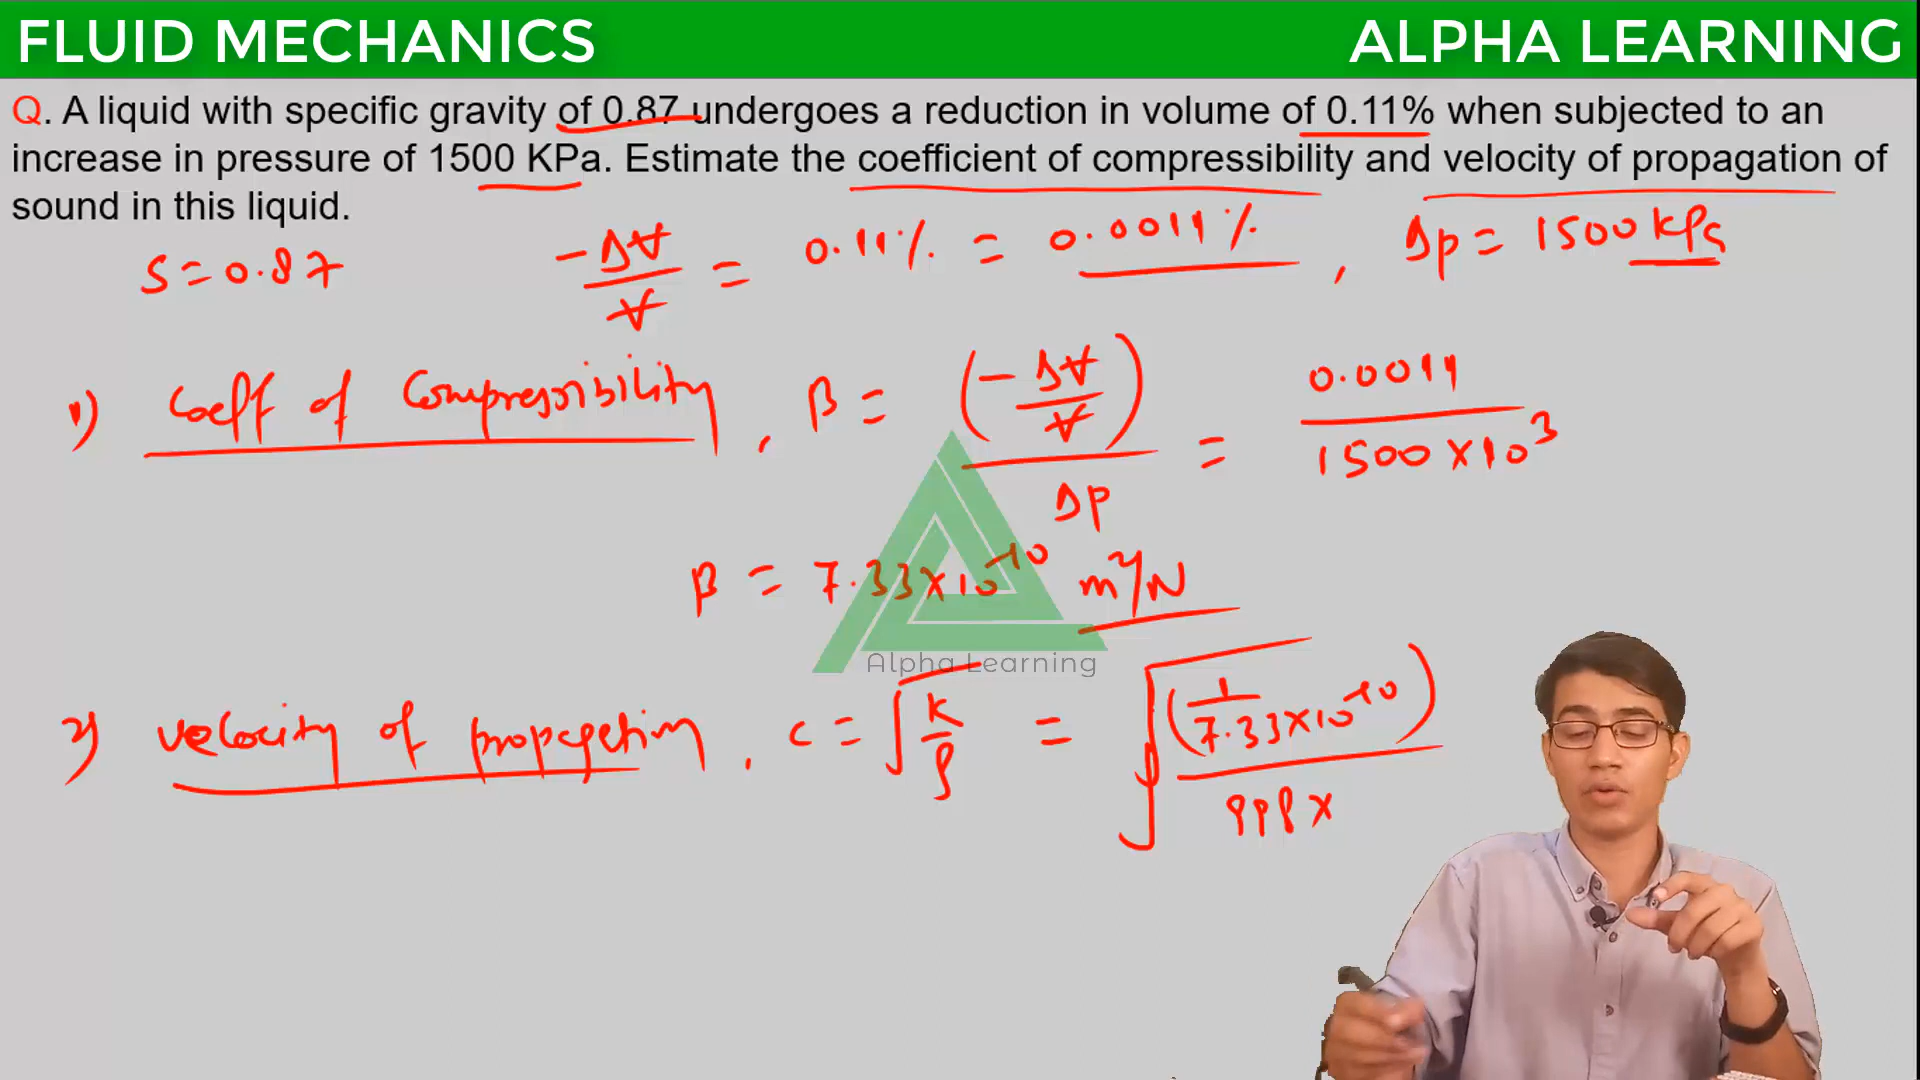 FLUID MECHANICS
ALPHA LEARNING
Q. A liquid with specific gravity of 0.87 undergoes a reduction in volume of 0.11% when subjected to an
increase in pressure of 1500 KPa. Estimate the coefficient of compressibility and velocity of propagation of
sound in this liquid.
S = 0.87 -ΔV/V = 0.11% = 0.0011% , Δp = 1500 kPa
1) Coeff of Compressibility , β = (-ΔV/V)/Δp = 0.0011/1500×10³
β = 7.33×10⁻¹⁰ m²/N
Alpha Learning
2) velocity of propagation , c = √(K/ρ) = √((1/7.33×10⁻¹⁰)/998×